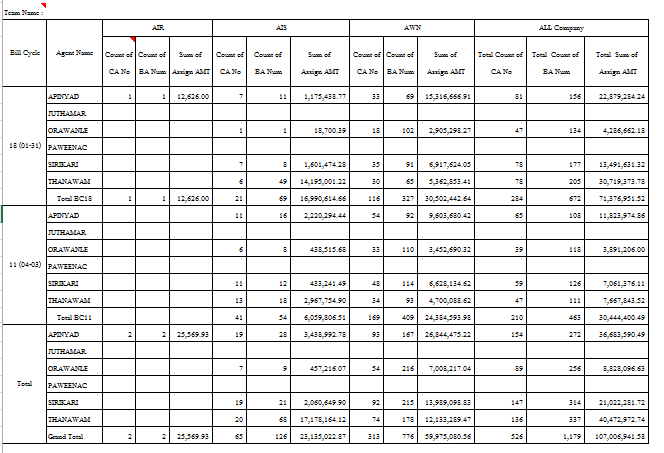 Team Name :
AIR AIS AWN ALL Company
Bill Cycle Agent Name Count of CA No Count of BA Num Sum of Assign AMT Count of CA No Count of BA Num Sum of Assign AMT Count of CA No Count of BA Num Sum of Assign AMT Total Count of CA No Total Count of BA Num Total Sum of Assign AMT
APINYAD 1 1 12,626.00 7 11 1,175,438.77 33 69 15,316,666.91 81 156 22,879,284.24
JUTHAMAR
ORAWANLE 1 1 18,700.39 18 102 2,905,298.27 47 134 4,286,662.18
18 (01-31) PAWEENAC
SIRIKARI 7 8 1,601,474.28 35 91 6,917,624.05 78 177 13,491,631.32
THANAWAM 6 49 14,195,001.22 30 65 5,362,853.41 78 205 30,719,373.78
Total BC18 1 1 12,626.00 21 69 16,990,614.66 116 327 30,502,442.64 284 672 71,376,951.52
APINYAD 11 16 2,220,294.44 54 92 9,603,680.42 65 108 11,823,974.86
JUTHAMAR
ORAWANLE 6 8 438,515.68 33 110 3,452,690.32 39 118 3,891,206.00
11 (04-03) PAWEENAC
SIRIKARI 11 12 433,241.49 48 114 6,628,134.62 59 126 7,061,376.11
THANAWAM 13 18 2,967,754.90 34 93 4,700,088.62 47 111 7,667,843.52
Total BC11 41 54 6,059,806.51 169 409 24,384,593.98 210 463 30,444,400.49
APINYAD 2 2 25,569.93 19 28 3,438,992.78 93 167 26,844,475.22 154 272 36,683,590.49
JUTHAMAR
ORAWANLE 7 9 457,216.07 54 216 7,008,217.04 89 256 8,828,096.63
Total PAWEENAC
SIRIKARI 19 21 2,060,649.90 92 215 13,989,098.83 147 314 21,022,281.72
THANAWAM 20 68 17,178,164.12 74 178 12,133,289.47 136 337 40,472,972.74
Grand Total 2 2 25,569.93 65 126 23,135,022.87 313 776 59,975,080.56 526 1,179 107,006,941.58